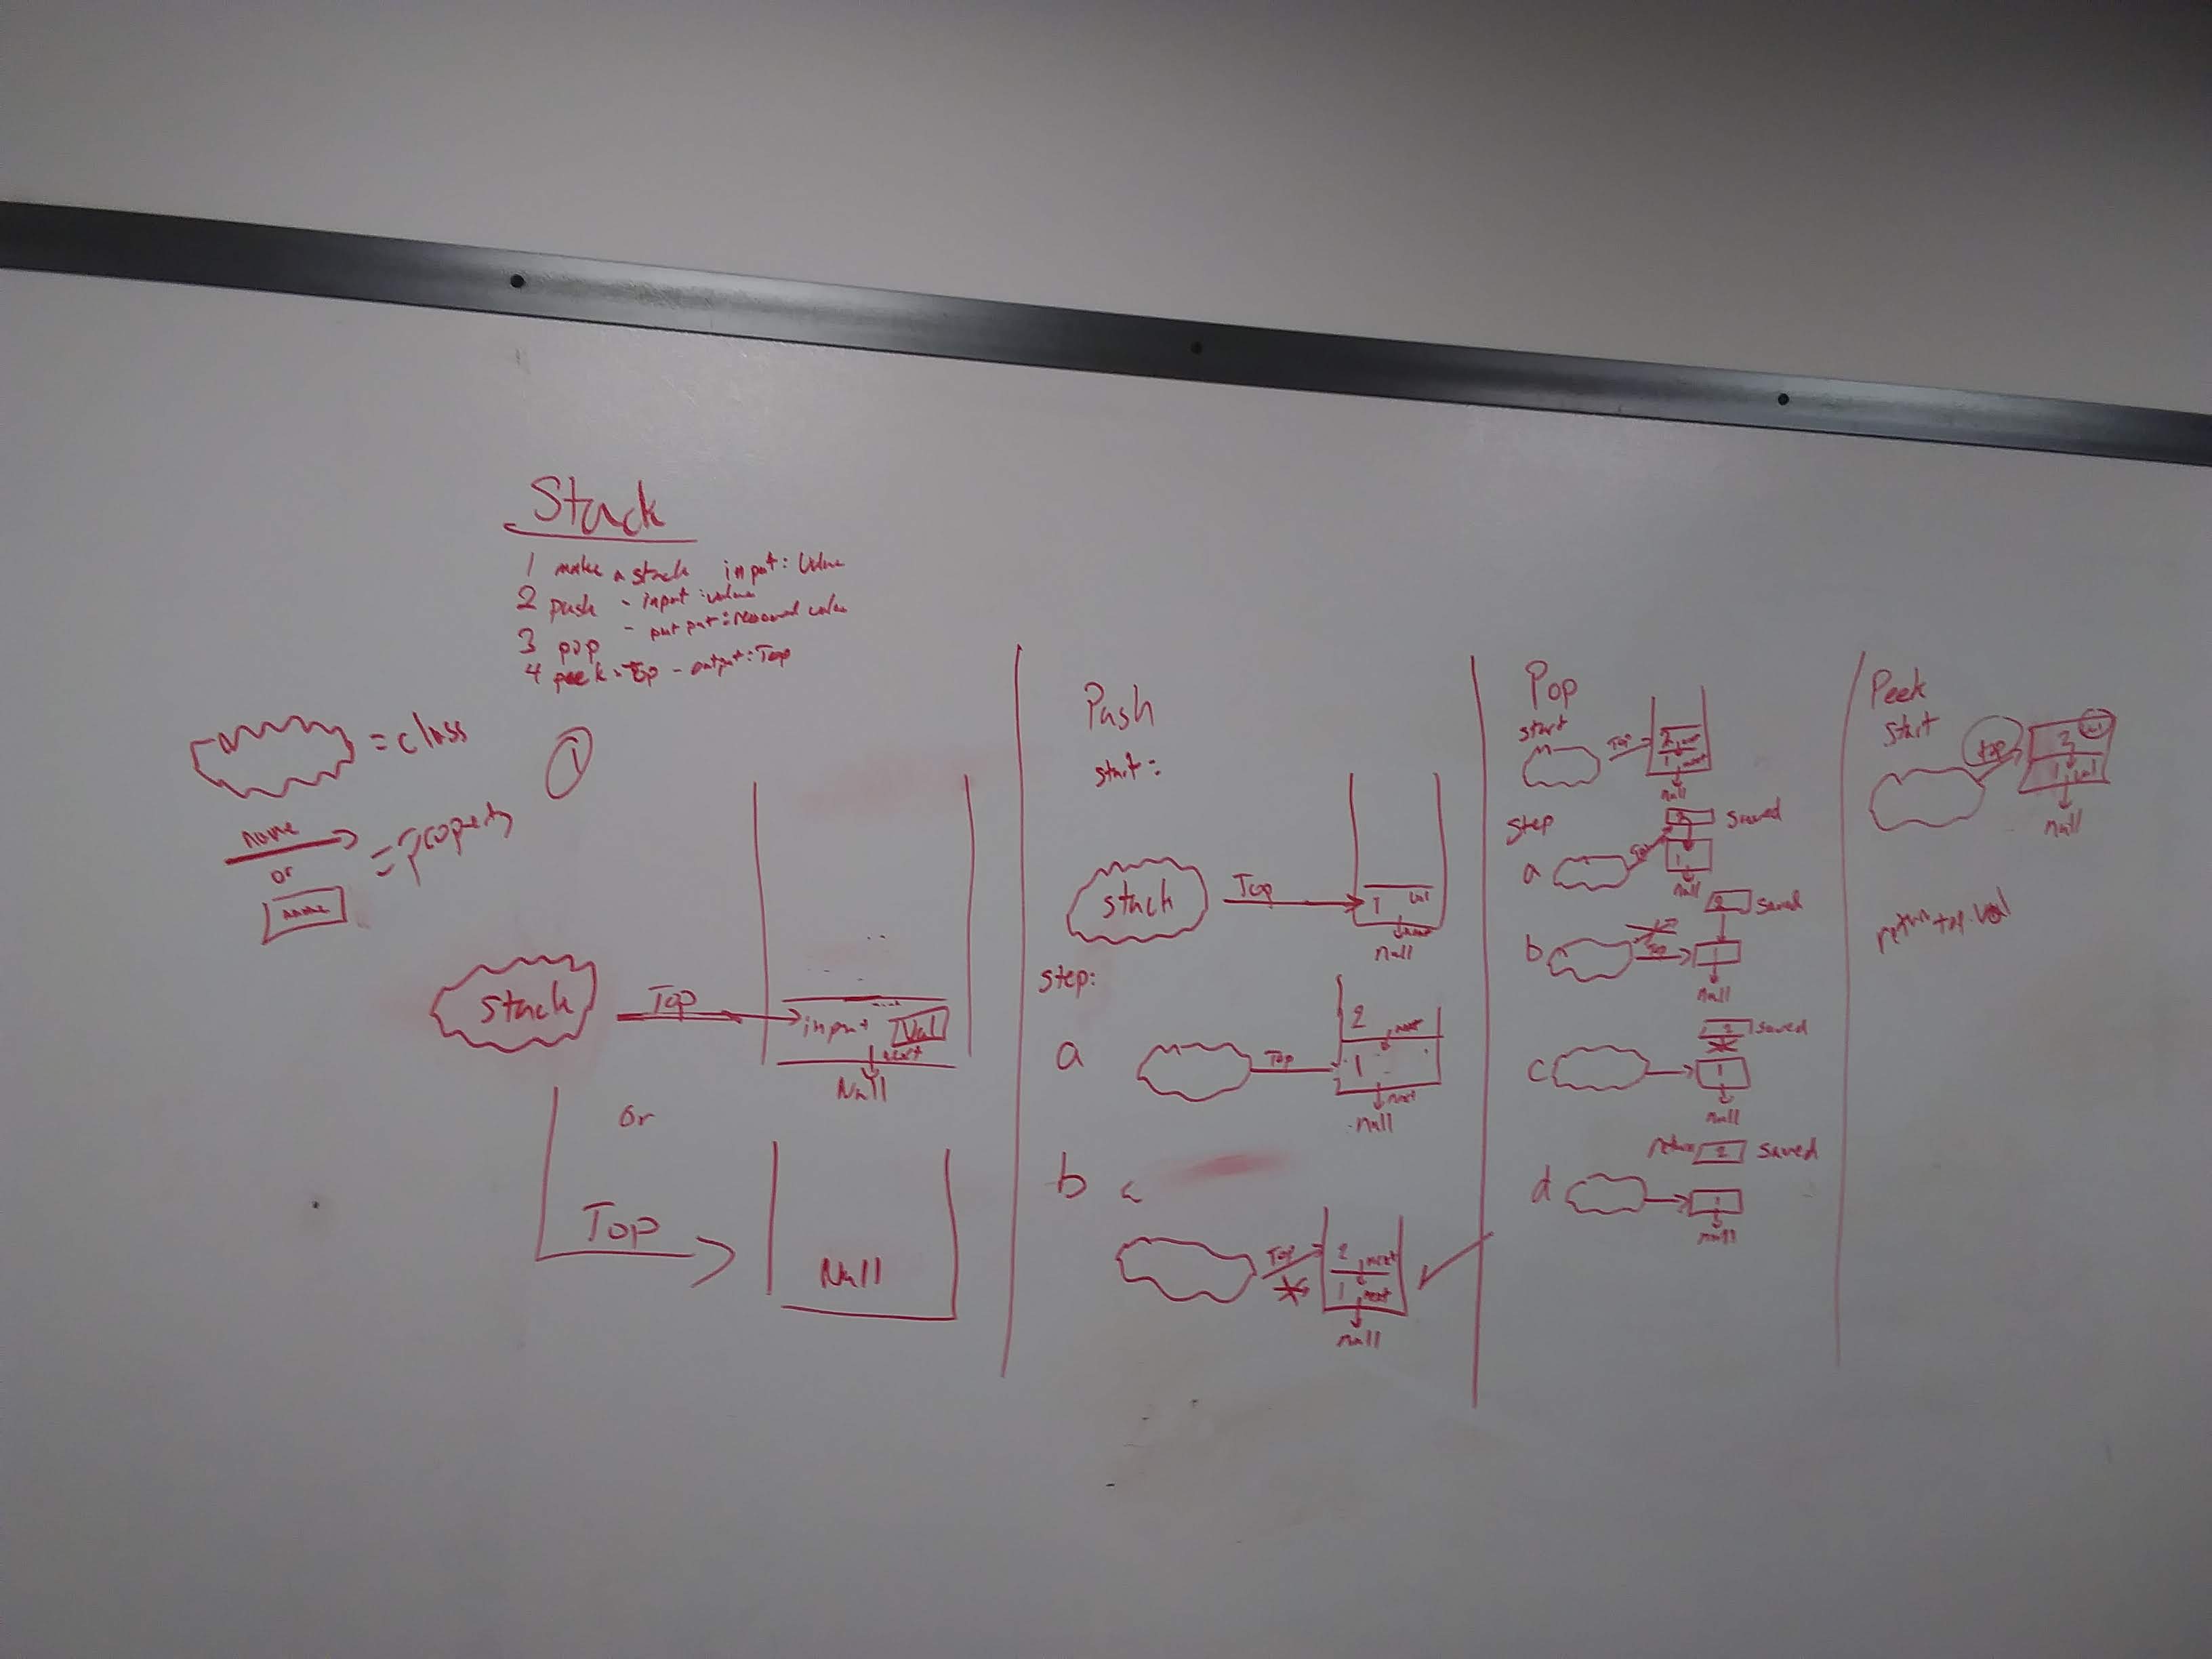 Stack
1 make a stack input: Value
2 push - input: value
3 pop - output: removed value
4 peek = Top - output: Top
= class
name
or
name
= property
1
stack
Top
input
Val
next
Null
or
Top
Null
Push
start:
stack
Top
1 val
next
null
step:
a
Top
2 next
1
next
null
b
Top
2 next
1 next
null
Pop
start
Top
2 next
1 next
null
step
2 saved
a
Top
1
null
2 saved
b
Top
1
null
2 saved
c
1
null
return 2 saved
d
1
null
Peek
start
top
2 val
1 val
null
return top.val